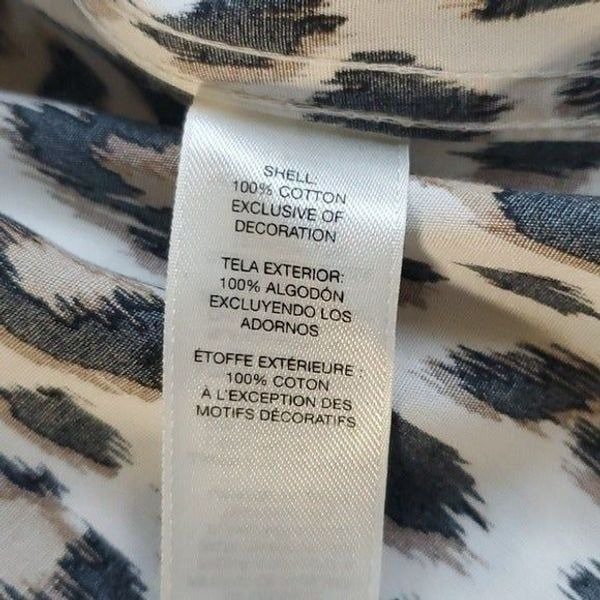 SHELL:
100% COTTON
EXCLUSIVE OF
DECORATION
TELA EXTERIOR:
100% ALGODÓN
EXCLUYENDO LOS
ADORNOS
ÉTOFFE EXTÉRIEURE :
100% COTON
À L'EXCEPTION DES
MOTIFS DÉCORATIFS